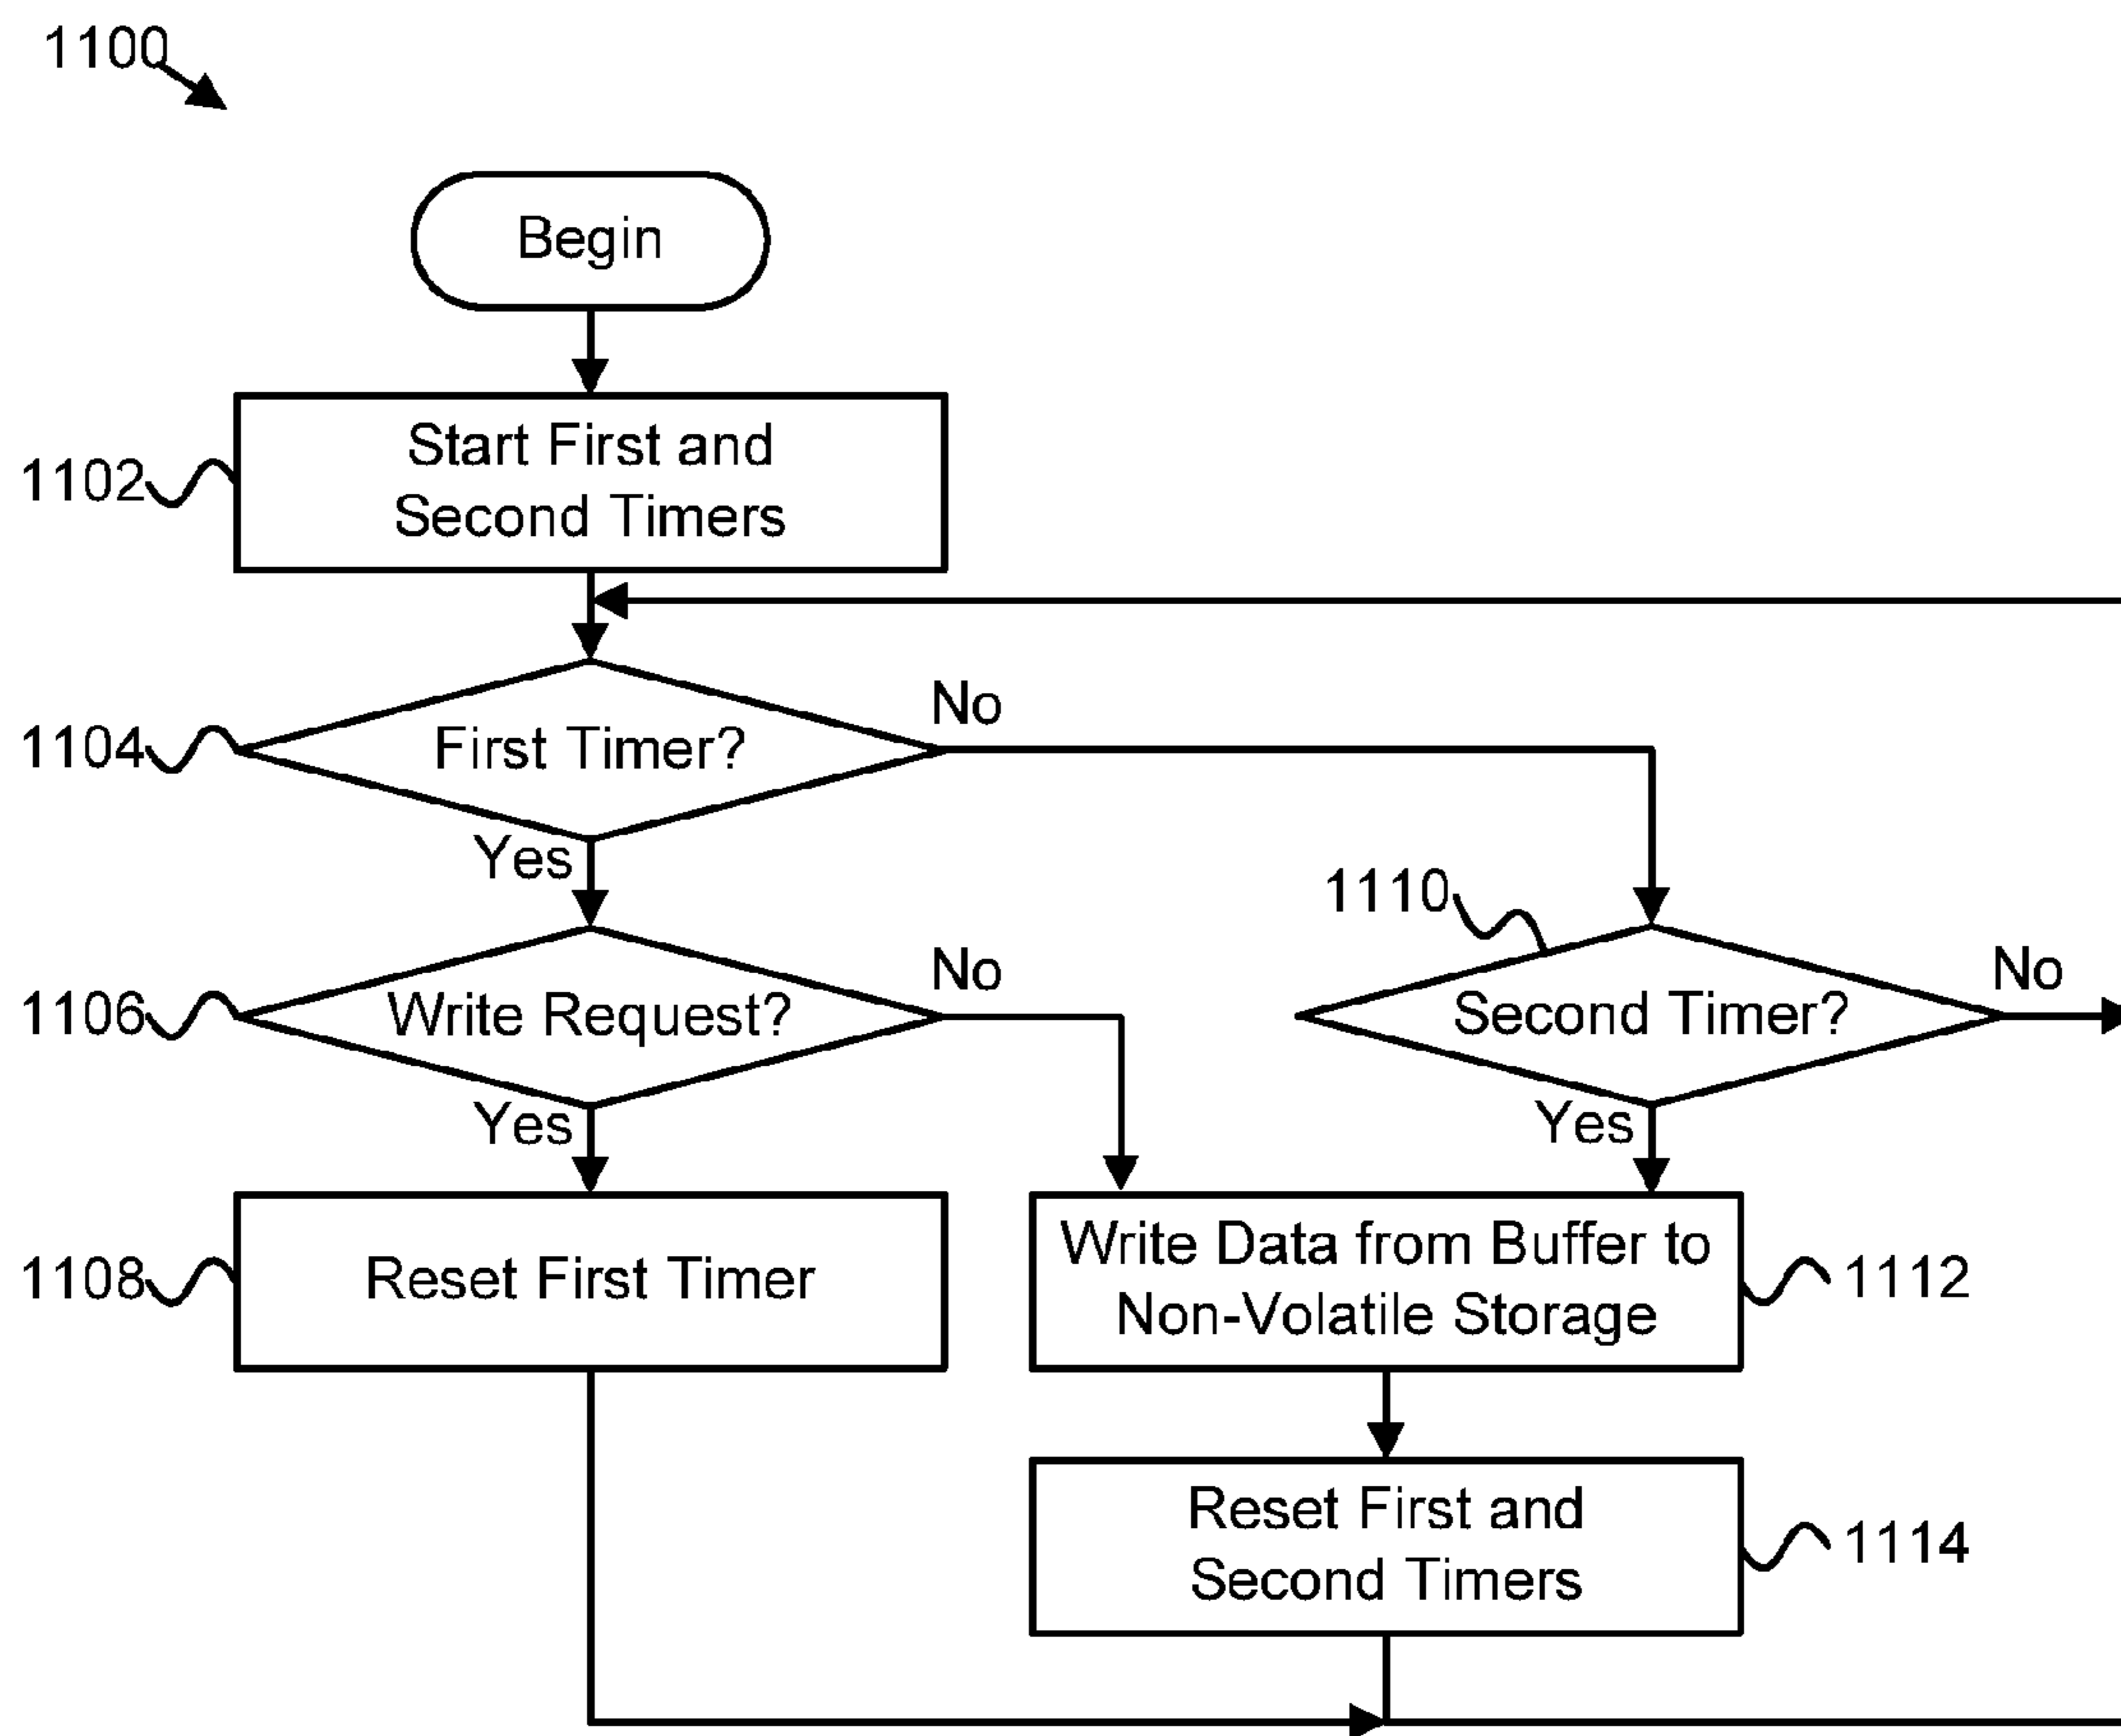 1100
Begin
1102
Start First and
Second Timers
1104
First Timer?
No
Yes
1110
1106
Write Request?
No
Second Timer?
No
Yes
Yes
1108
Reset First Timer
Write Data from Buffer to
Non-Volatile Storage
1112
Reset First and
Second Timers
1114